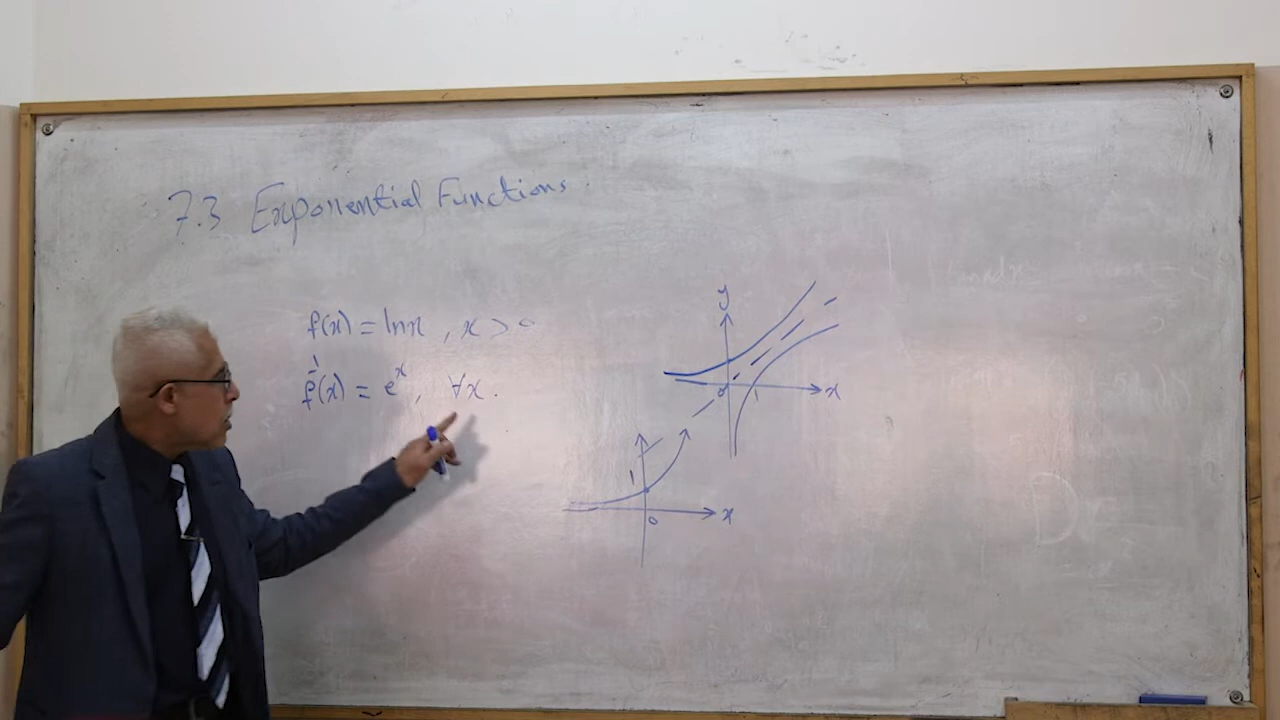 7.3 Exponential Functions.
f(x) = ln x , x > 0
f⁻¹(x) = eˣ , ∀x.
y
x
0
1
1
x
0